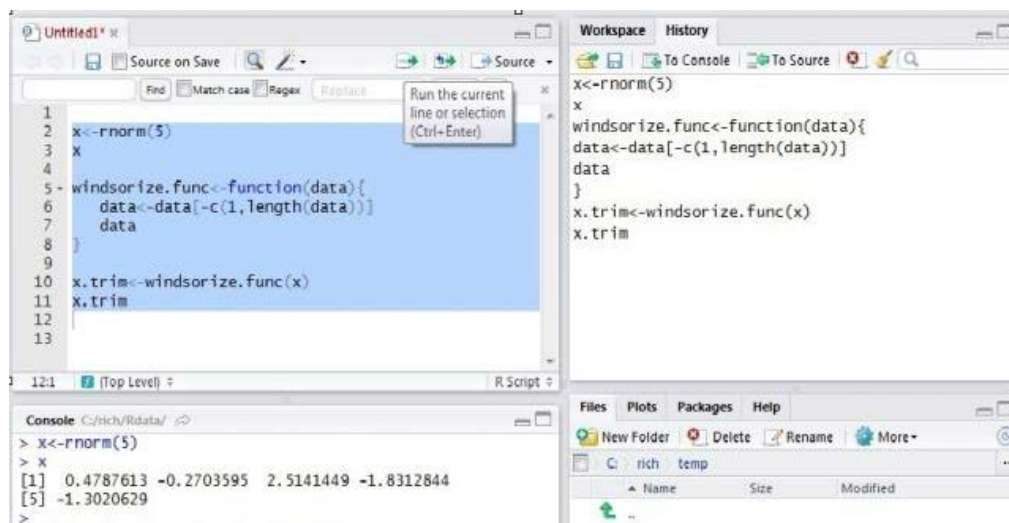 Untitled1*
Source on Save
Source
Find Match case Regex Replace
Run the current
line or selection
(Ctrl+Enter)
1
2 x<-rnorm(5)
3 x
4
5 windsorize.func<-function(data){
6 data<-data[-c(1,length(data))]
7 data
8 }
9
10 x.trim<-windsorize.func(x)
11 x.trim
12
13
12:1 (Top Level) R Script
Console C:/rich/Rdata/
> x<-rnorm(5)
> x
[1] 0.4787613 -0.2703595 2.5141449 -1.8312844
[5] -1.3020629
>
Workspace History
To Console To Source
x<-rnorm(5)
x
windsorize.func<-function(data){
data<-data[-c(1,length(data))]
data
}
x.trim<-windsorize.func(x)
x.trim
Files Plots Packages Help
New Folder Delete Rename More
C: rich temp
Name Size Modified
..